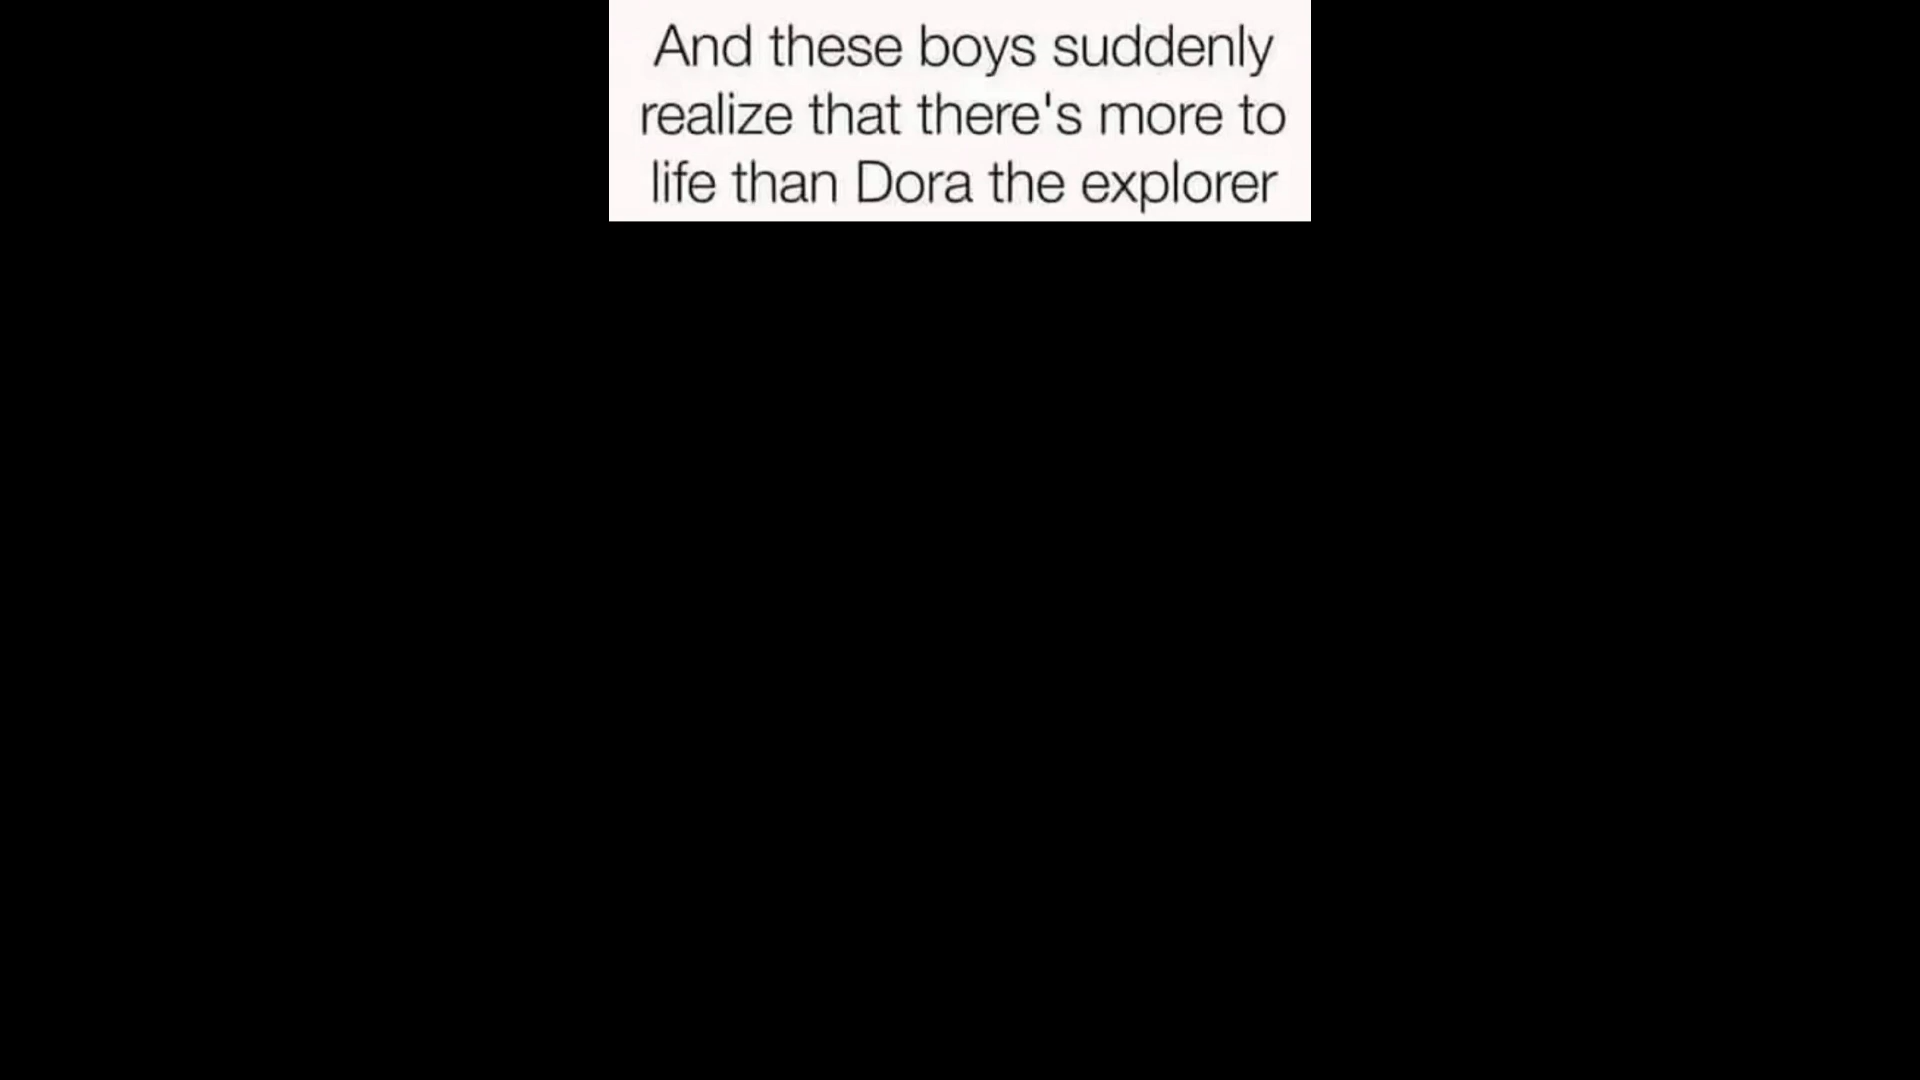 And these boys suddenly
realize that there's more to
life than Dora the explorer